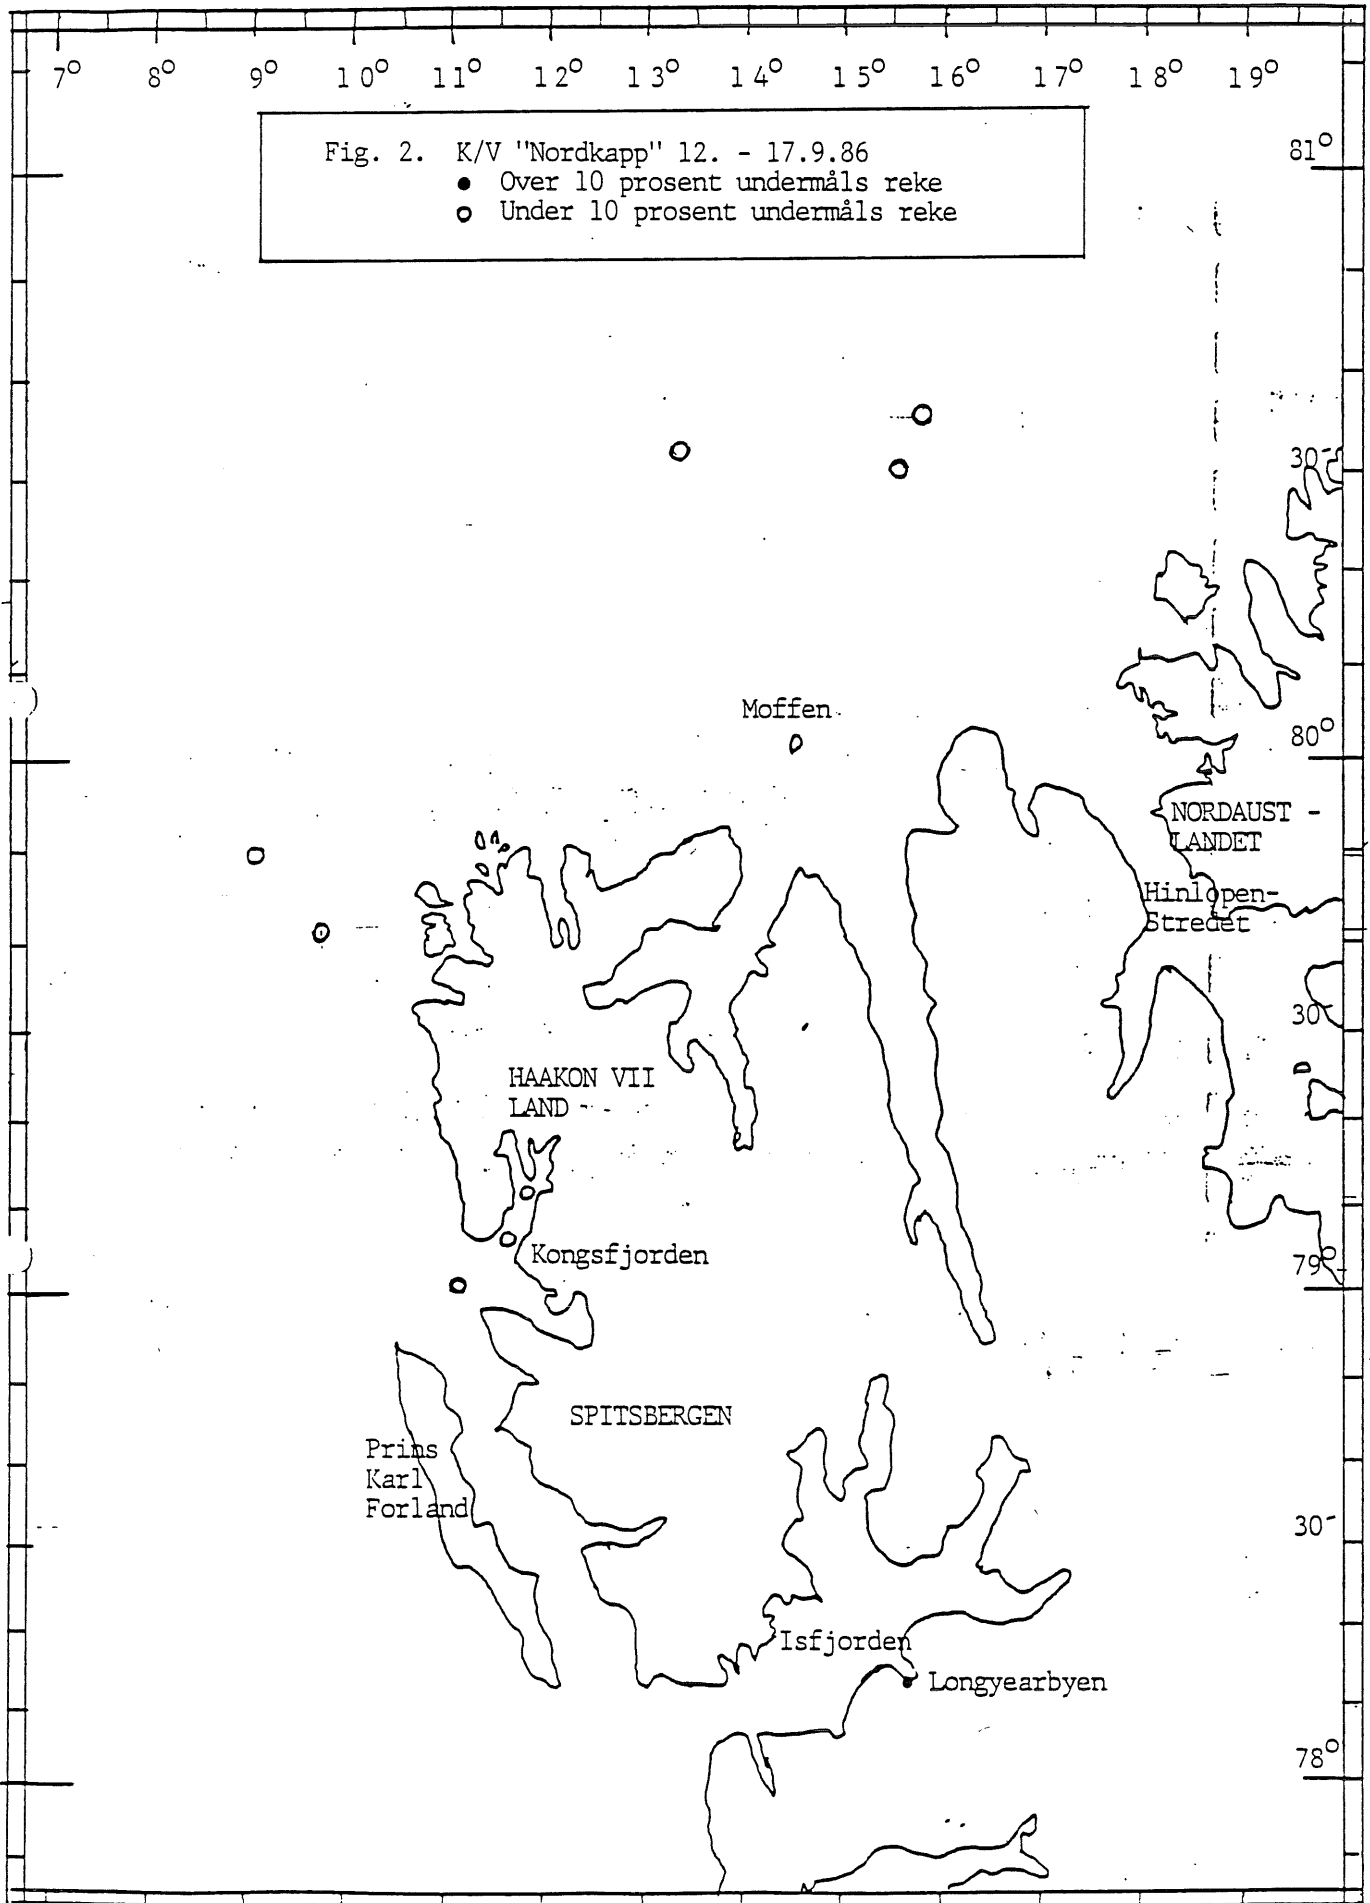 7° 8° 9° 10° 11° 12° 13° 14° 15° 16° 17° 18° 19°
Fig. 2. K/V "Nordkapp" 12. - 17.9.86
● Over 10 prosent undermåls reke
○ Under 10 prosent undermåls reke
81°
30-
Moffen
80°
NORDAUST -
LANDET
Hinlopen-
Stredet
30-
HAAKON VII
LAND
Kongsfjorden
79°
SPITSBERGEN
Prins
Karl
Forland
30-
Isfjorden
Longyearbyen
78°